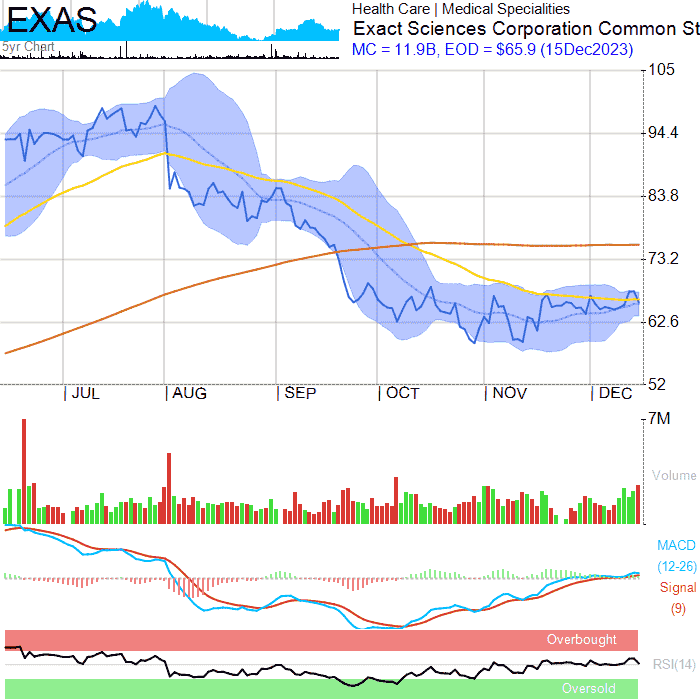 EXAS
5yr Chart
Health Care | Medical Specialities
Exact Sciences Corporation Common St
MC = 11.9B, EOD = $65.9 (15Dec2023)
105
94.4
83.8
73.2
62.6
52
JUL
AUG
SEP
OCT
NOV
DEC
7M
Volume
MACD
(12-26)
Signal
(9)
Overbought
RSI(14)
Oversold